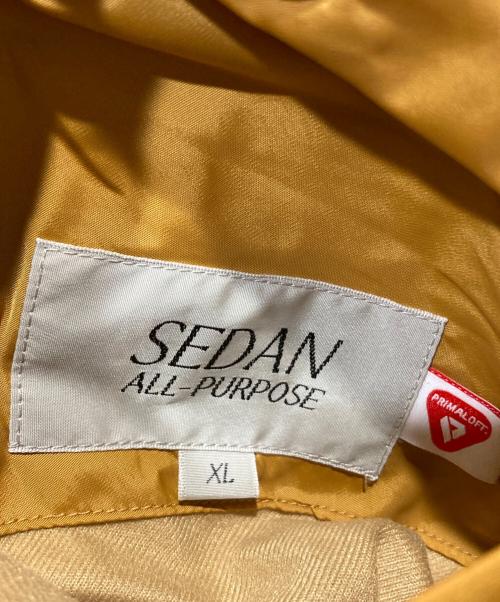 SEDAN
ALL-PURPOSE
PRIMALOFT
XL